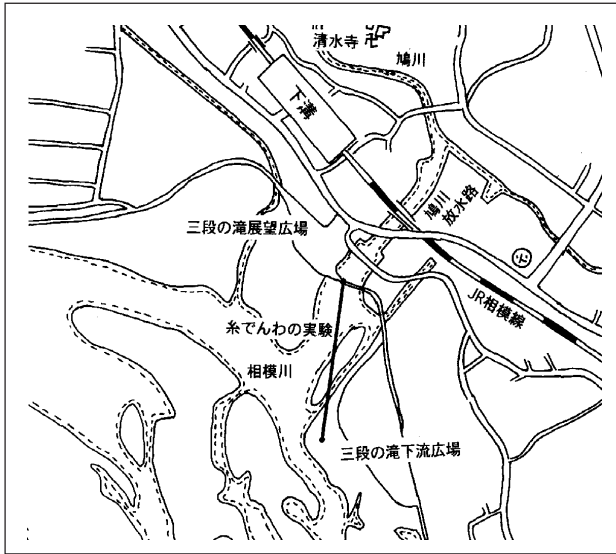 清水寺 卍
鳩川
下溝
鳩川
放水路
三段の滝展望広場
JR相模線
糸でんわの実験
相模川
三段の滝下流広場